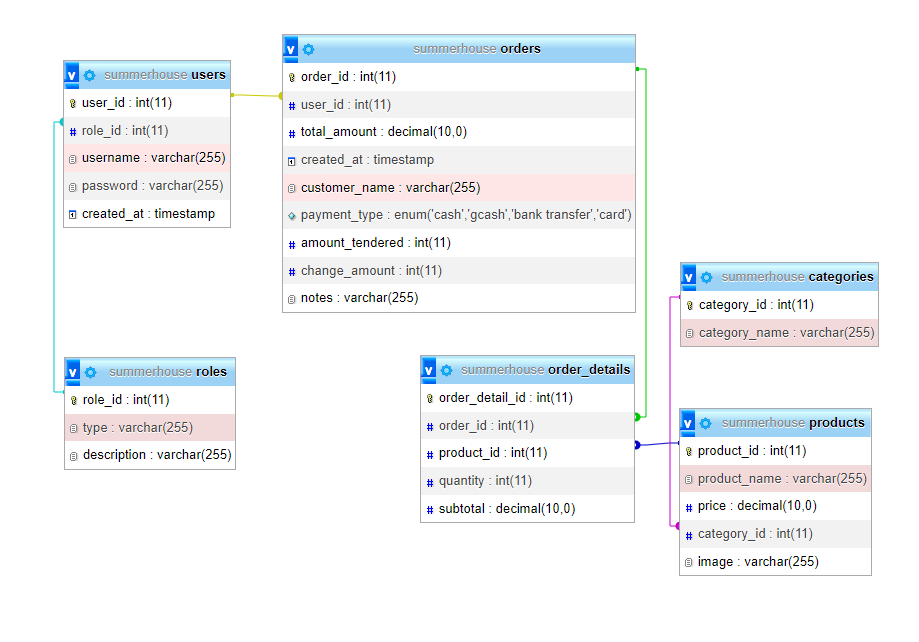 v summerhouse users
user_id : int(11)
# role_id : int(11)
username : varchar(255)
password : varchar(255)
created_at : timestamp
v summerhouse orders
order_id : int(11)
# user_id : int(11)
# total_amount : decimal(10,0)
created_at : timestamp
customer_name : varchar(255)
payment_type : enum('cash','gcash','bank transfer','card')
# amount_tendered : int(11)
# change_amount : int(11)
notes : varchar(255)
v summerhouse categories
category_id : int(11)
category_name : varchar(255)
v summerhouse roles
role_id : int(11)
type : varchar(255)
description : varchar(255)
v summerhouse order_details
order_detail_id : int(11)
# order_id : int(11)
# product_id : int(11)
# quantity : int(11)
# subtotal : decimal(10,0)
v summerhouse products
product_id : int(11)
product_name : varchar(255)
# price : decimal(10,0)
# category_id : int(11)
image : varchar(255)